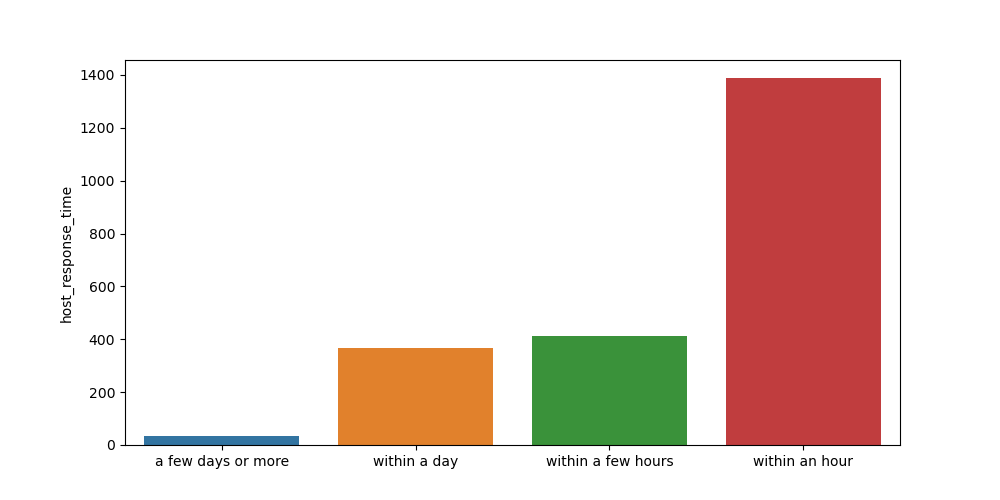 1400
1200
1000
800
600
400
200
0
host_response_time
a few days or more
within a day
within a few hours
within an hour